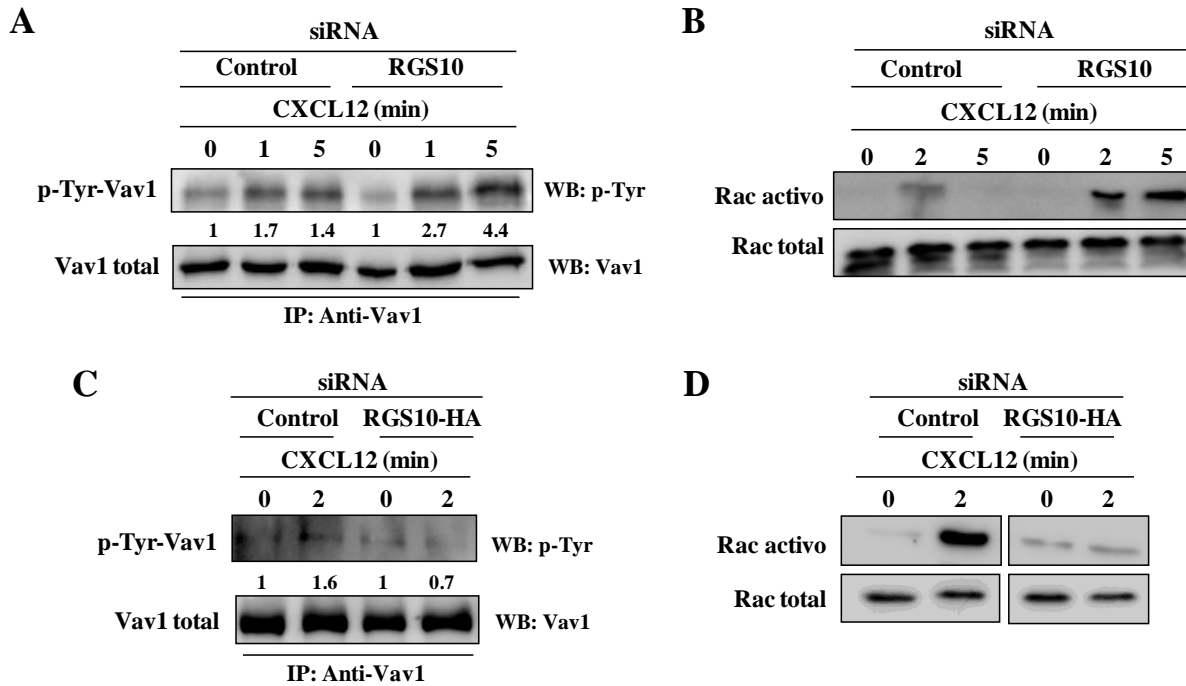 A
siRNA
Control RGS10
CXCL12 (min)
0 1 5 0 1 5
p-Tyr-Vav1 WB: p-Tyr
1 1.7 1.4 1 2.7 4.4
Vav1 total WB: Vav1
IP: Anti-Vav1
B
siRNA
Control RGS10
CXCL12 (min)
0 2 5 0 2 5
Rac activo
Rac total
C
siRNA
Control RGS10-HA
CXCL12 (min)
0 2 0 2
p-Tyr-Vav1 WB: p-Tyr
1 1.6 1 0.7
Vav1 total WB: Vav1
IP: Anti-Vav1
D
siRNA
Control RGS10-HA
CXCL12 (min)
0 2 0 2
Rac activo
Rac total